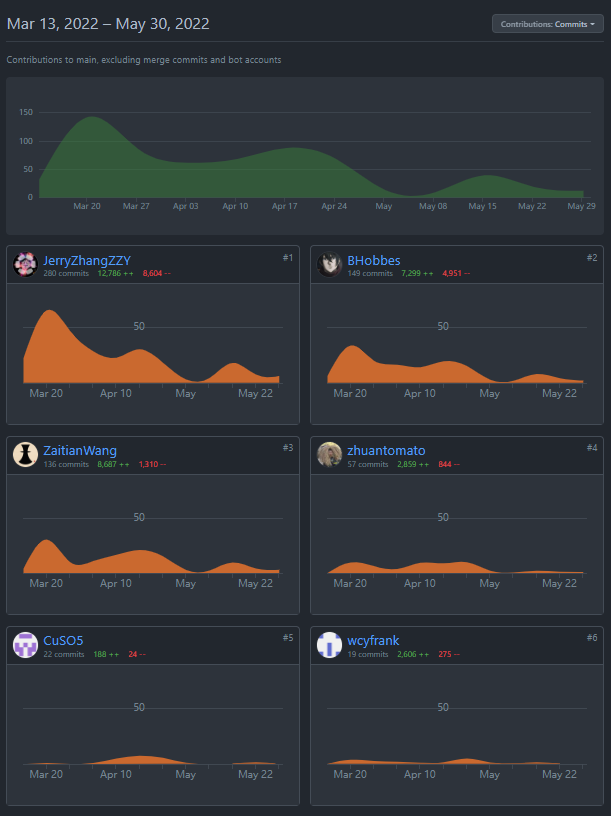 Mar 13, 2022 – May 30, 2022
Contributions: Commits
Contributions to main, excluding merge commits and bot accounts
150
100
50
0
Mar 20 Mar 27 Apr 03 Apr 10 Apr 17 Apr 24 May May 08 May 15 May 22 May 29
JerryZhangZZY #1
280 commits 12,786 ++ 8,604 --
50
Mar 20 Apr 10 May May 22
BHobbes #2
149 commits 7,299 ++ 4,951 --
50
Mar 20 Apr 10 May May 22
ZaitianWang #3
136 commits 8,687 ++ 1,310 --
50
Mar 20 Apr 10 May May 22
zhuantomato #4
57 commits 2,859 ++ 844 --
50
Mar 20 Apr 10 May May 22
CuSO5 #5
22 commits 188 ++ 24 --
50
Mar 20 Apr 10 May May 22
wcyfrank #6
19 commits 2,606 ++ 275 --
50
Mar 20 Apr 10 May May 22